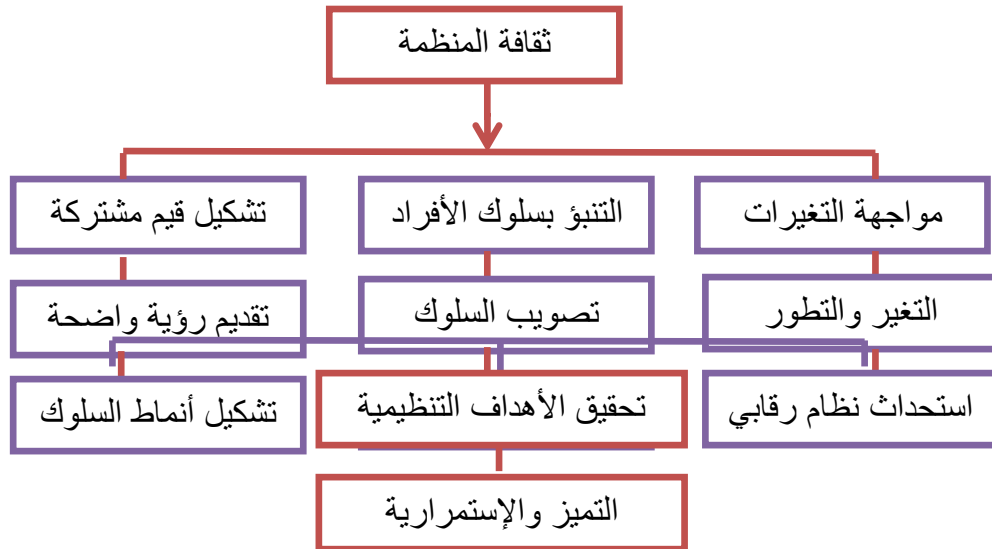 ثقافة المنظمة
مواجهة التغيرات
التنبؤ بسلوك الأفراد
تشكيل قيم مشتركة
التغير والتطور
تصويب السلوك
تقديم رؤية واضحة
استحداث نظام رقابي
تحقيق الأهداف التنظيمية
تشكيل أنماط السلوك
التميز والإستمرارية